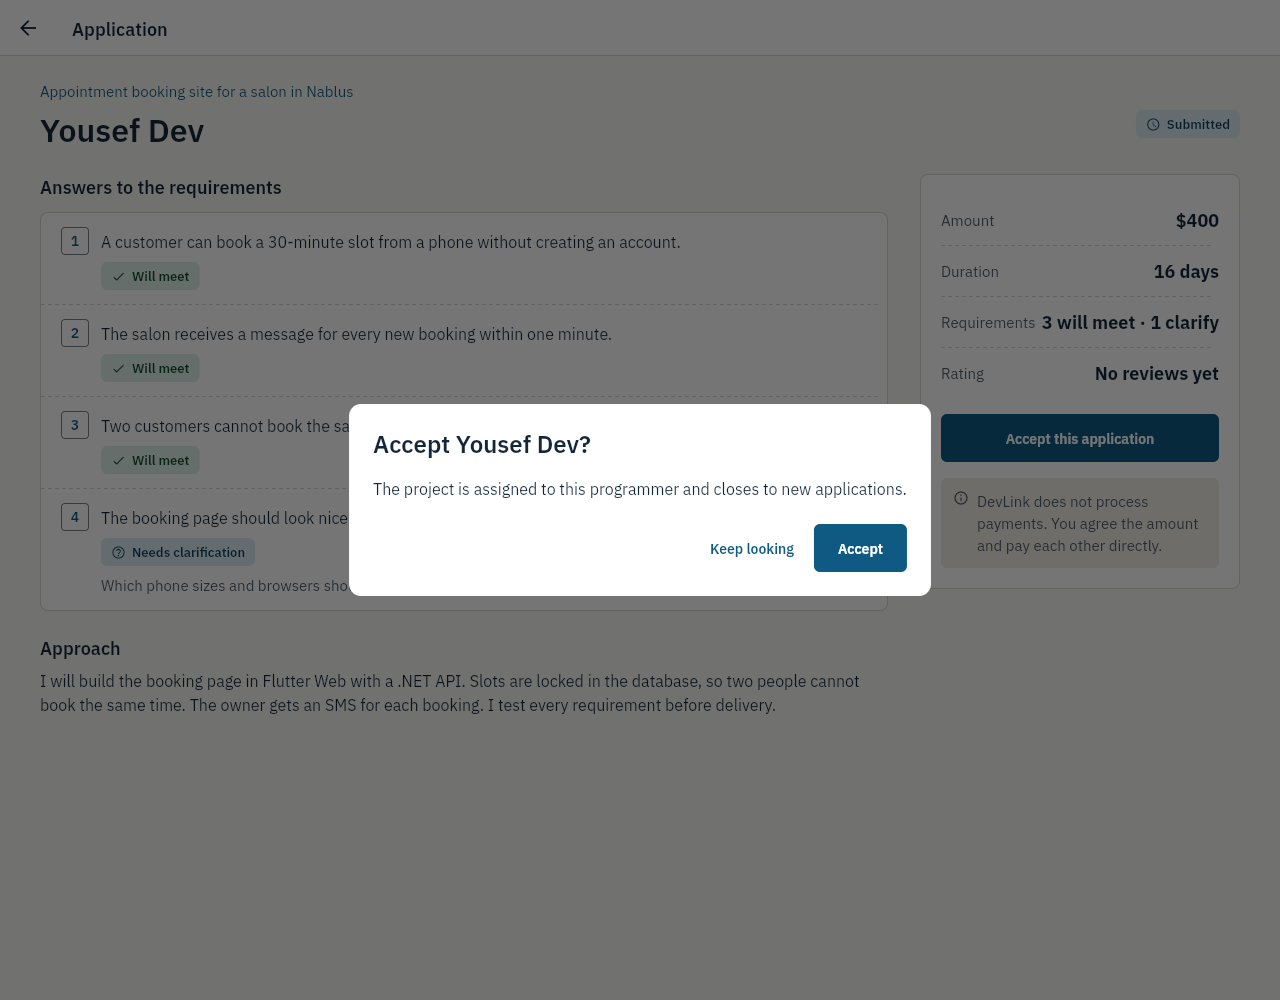 Application
Appointment booking site for a salon in Nablus
Yousef Dev
Submitted
Answers to the requirements
1 A customer can book a 30-minute slot from a phone without creating an account.
Will meet
2 The salon receives a message for every new booking within one minute.
Will meet
3 Two customers cannot book the sa
Will meet
4 The booking page should look nice
Needs clarification
Which phone sizes and browsers sho
Amount $400
Duration 16 days
Requirements 3 will meet · 1 clarify
Rating No reviews yet
Accept this application
DevLink does not process
payments. You agree the amount
and pay each other directly.
Accept Yousef Dev?
The project is assigned to this programmer and closes to new applications.
Keep looking Accept
Approach
I will build the booking page in Flutter Web with a .NET API. Slots are locked in the database, so two people cannot
book the same time. The owner gets an SMS for each booking. I test every requirement before delivery.